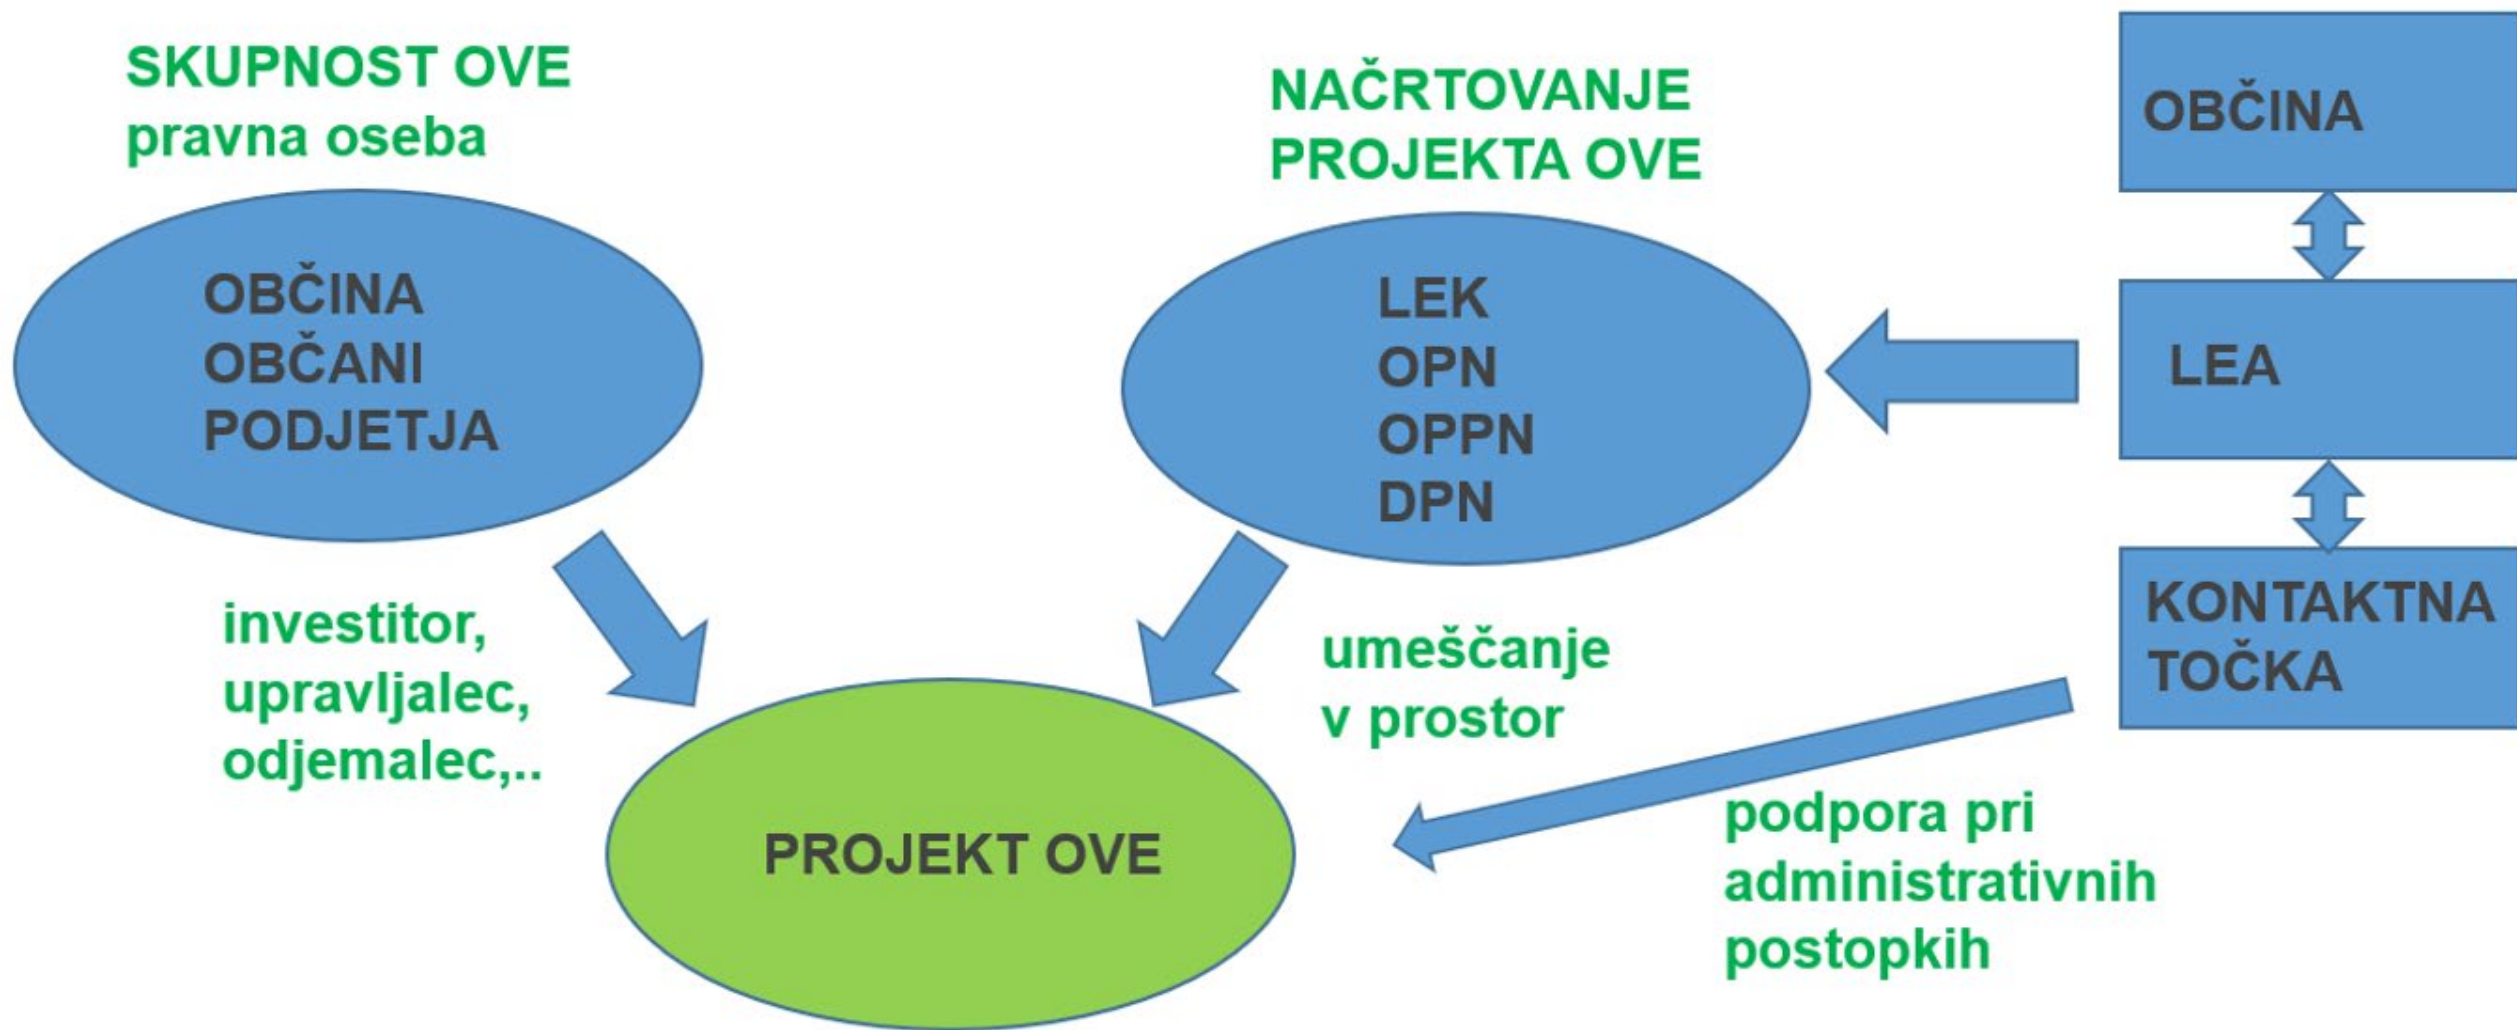 SKUPNOST OVE
pravna oseba
OBČINA
OBČANI
PODJETJA
investitor,
upravljalec,
odjemalec,..
NAČRTOVANJE
PROJEKTA OVE
LEK
OPN
OPPN
DPN
umeščanje
v prostor
PROJEKT OVE
OBČINA
LEA
KONTAKTNA
TOČKA
podpora pri
administrativnih
postopkih